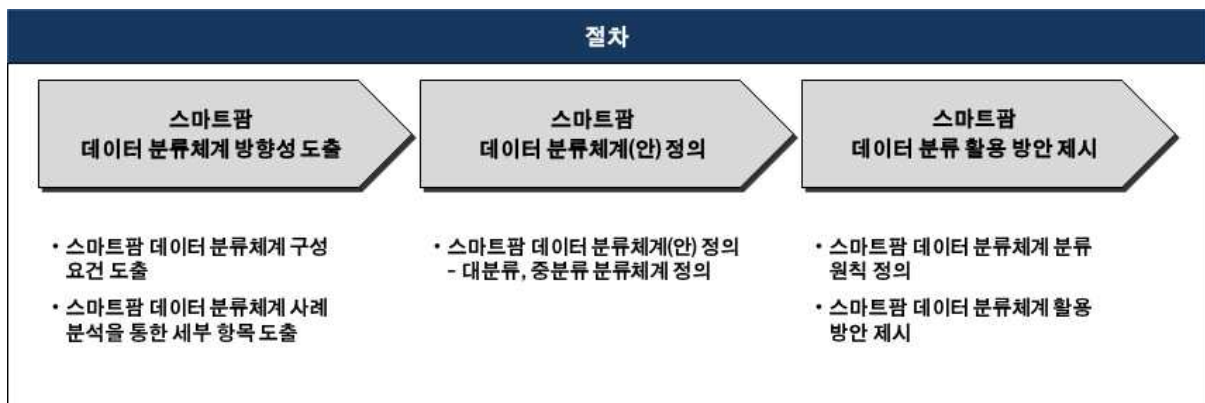 절차
스마트팜
데이터 분류체계 방향성 도출
스마트팜
데이터 분류체계(안) 정의
스마트팜
데이터 분류 활용 방안 제시
• 스마트팜 데이터 분류체계 구성
요건 도출
• 스마트팜 데이터 분류체계 사례
분석을 통한 세부 항목 도출
• 스마트팜 데이터 분류체계(안) 정의
- 대분류, 중분류 분류체계 정의
• 스마트팜 데이터 분류체계 분류
원칙 정의
• 스마트팜 데이터 분류체계 활용
방안 제시